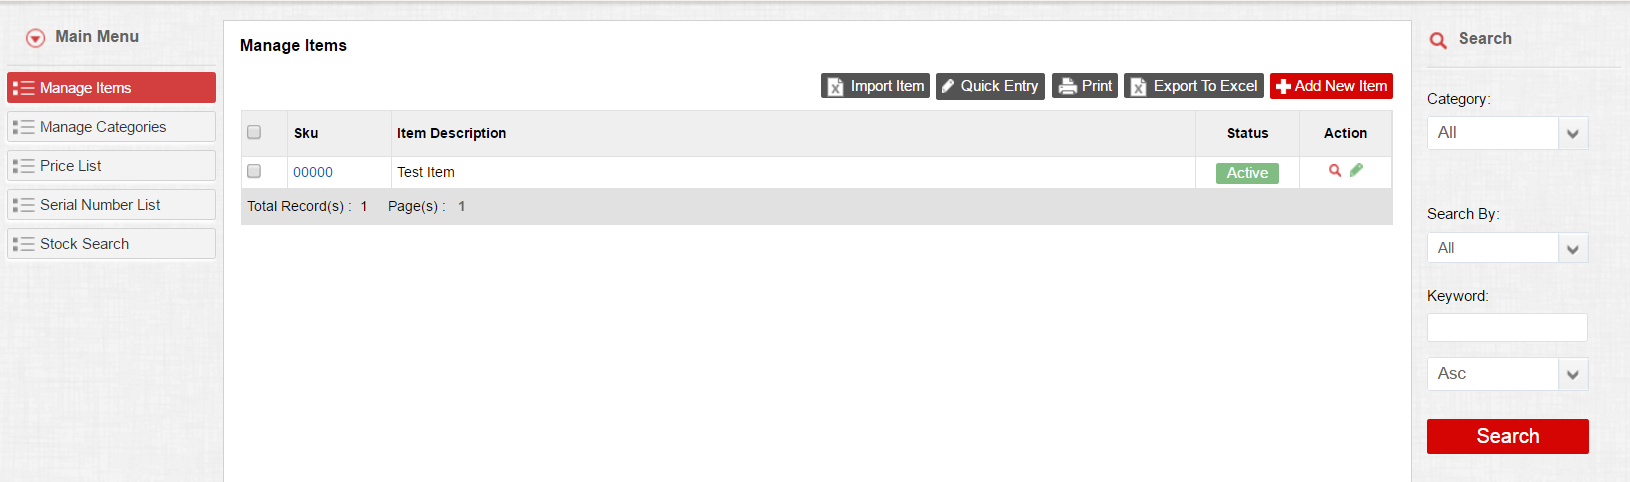 Main Menu
Manage Items
Manage Categories
Price List
Serial Number List
Stock Search
Manage Items
Import Item Quick Entry Print Export To Excel Add New Item
Sku Item Description Status Action
00000 Test Item Active
Total Record(s) : 1 Page(s) : 1
Search
Category:
All
Search By:
All
Keyword:
Asc
Search